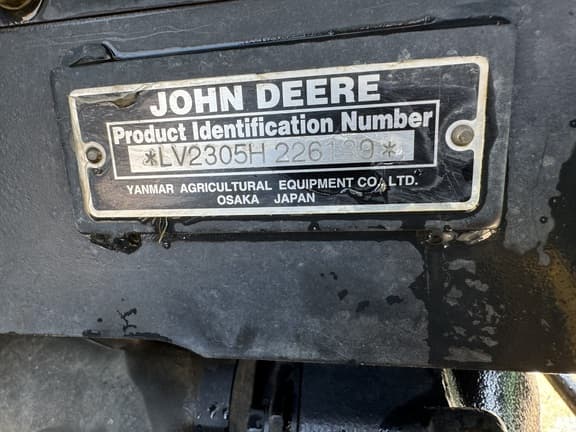 JOHN DEERE
Product Identification Number
*LV2305H
YANMAR AGRICULTURAL EQUIPMENT CO., LTD.
OSAKA JAPAN